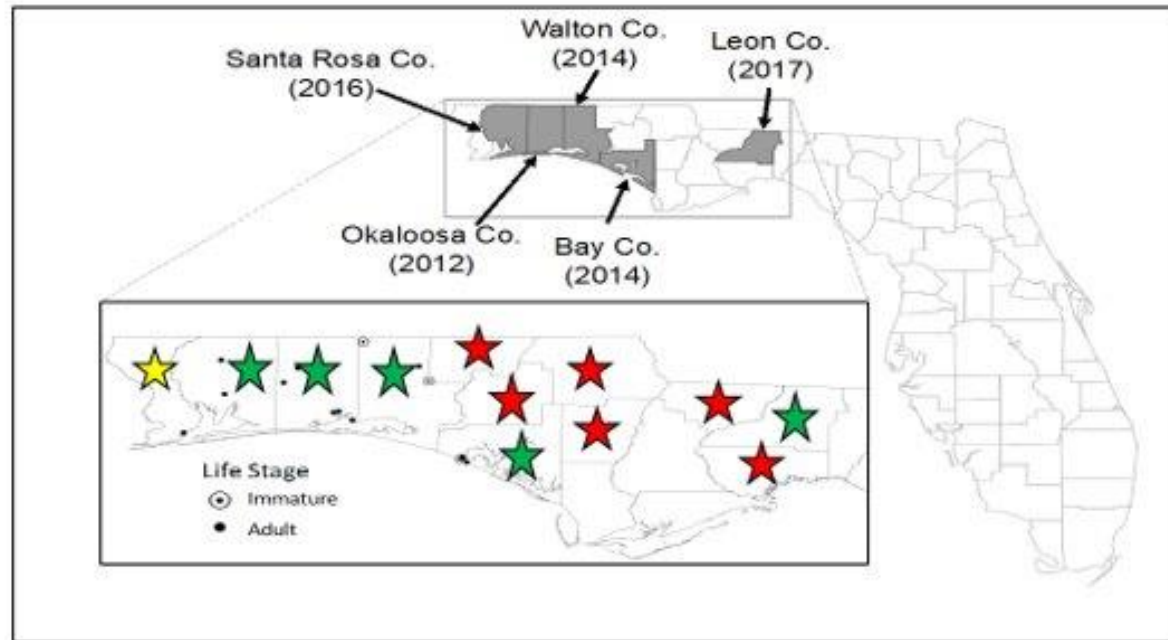 Walton Co.
(2014)
Leon Co.
(2017)
Santa Rosa Co.
(2016)
Okaloosa Co.
(2012)
Bay Co.
(2014)
Life Stage
Immature
Adult